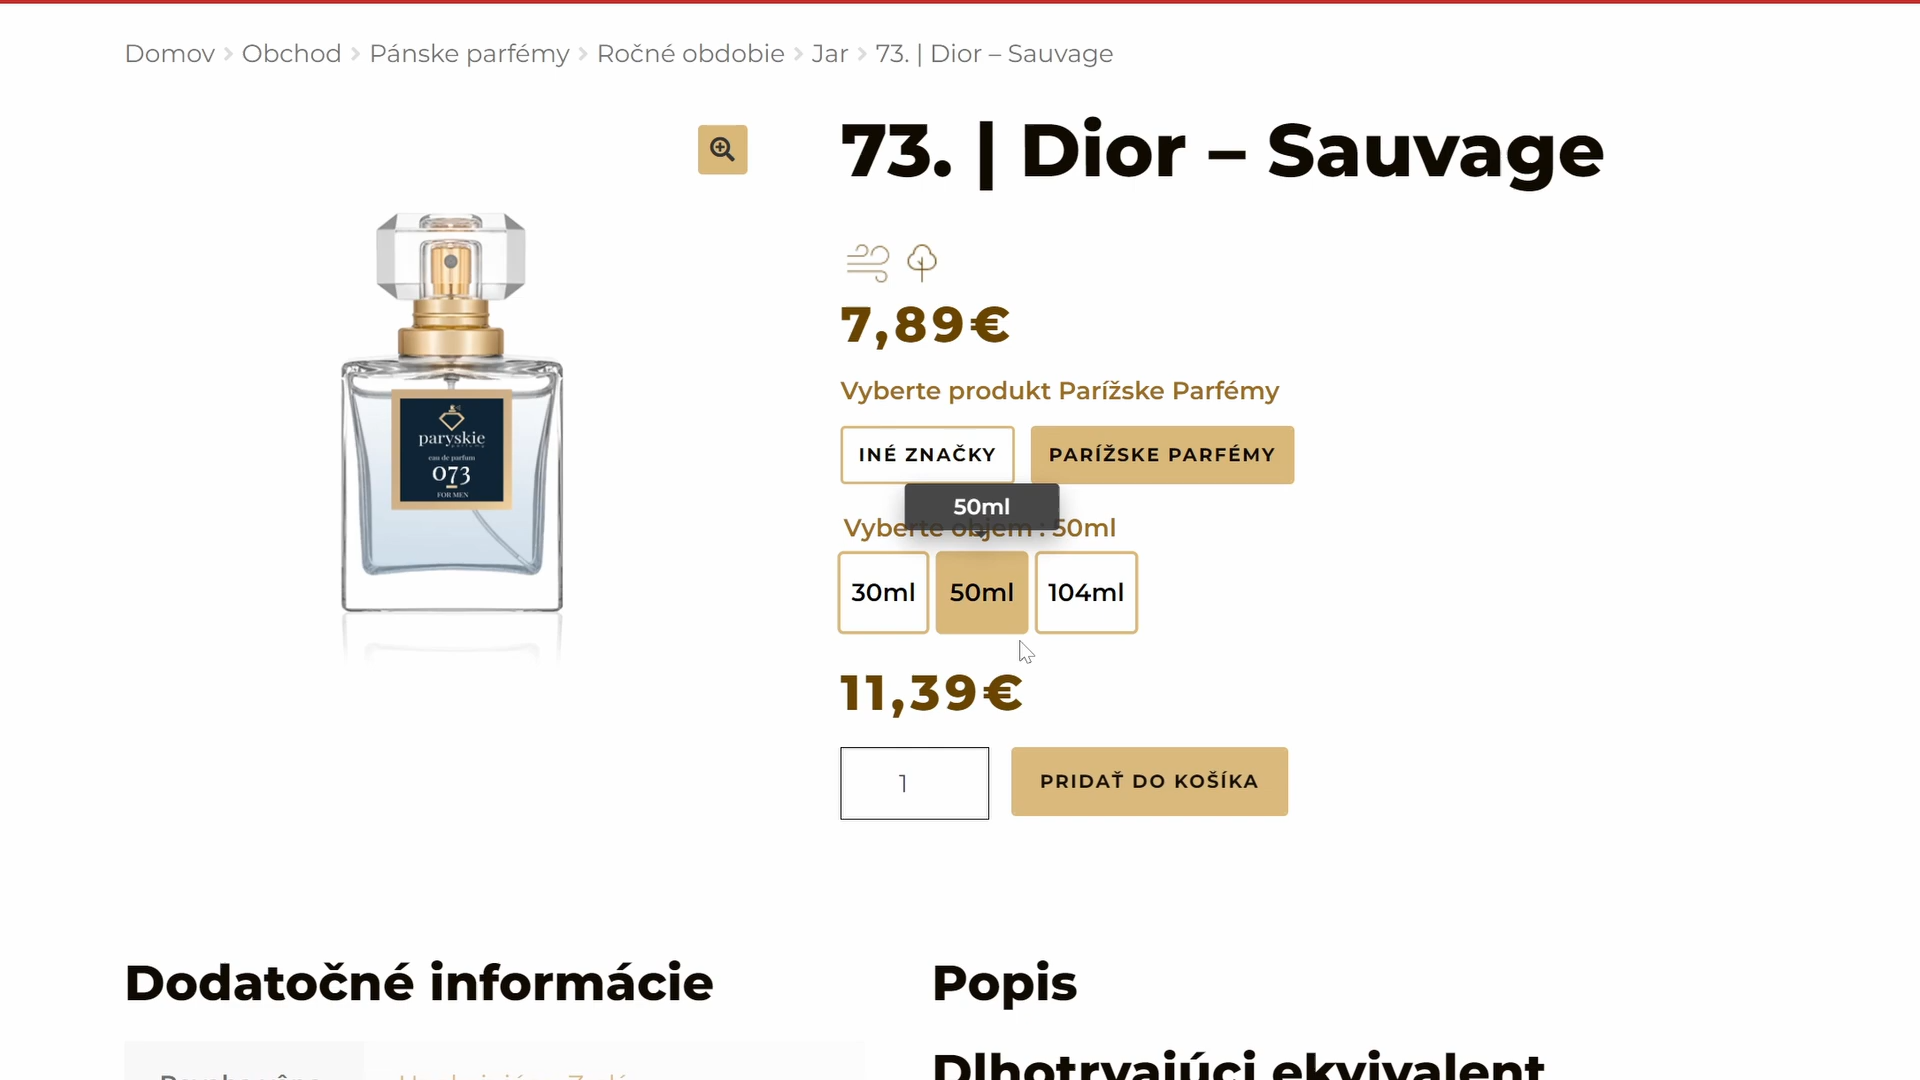 Domov > Obchod > Pánske parfémy > Ročné obdobie > Jar > 73. | Dior – Sauvage
73. | Dior – Sauvage
7,89€
Vyberte produkt Parížske Parfémy
INÉ ZNAČKY
PARÍŽSKE PARFÉMY
50ml
Vyberte objem : 50ml
30ml
50ml
104ml
11,39€
1
PRIDAŤ DO KOŠÍKA
paryskie
eau de parfum
073
FOR MEN
Dodatočné informácie
Popis
Dlhotrvajúci ekvivalent